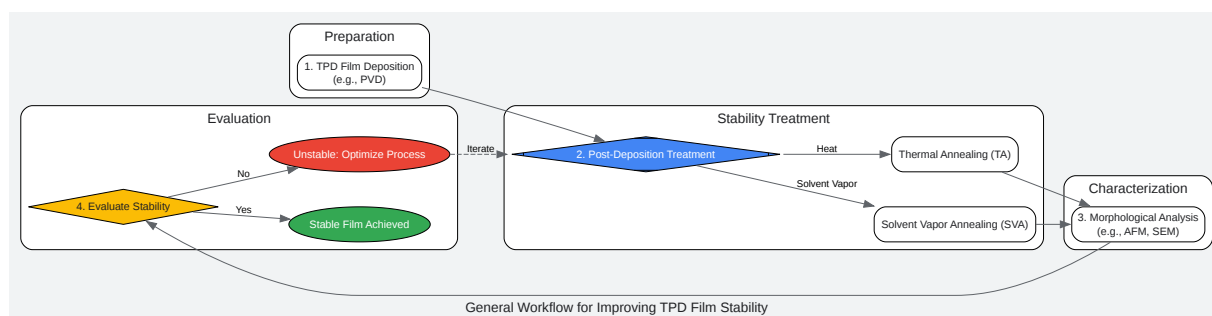 Preparation
1. TPD Film Deposition
(e.g., PVD)
Evaluation
Unstable: Optimize Process
No
4. Evaluate Stability
Yes
Stable Film Achieved
Iterate
Stability Treatment
2. Post-Deposition Treatment
Heat
Thermal Annealing (TA)
Solvent Vapor
Solvent Vapor Annealing (SVA)
Characterization
3. Morphological Analysis
(e.g., AFM, SEM)
General Workflow for Improving TPD Film Stability